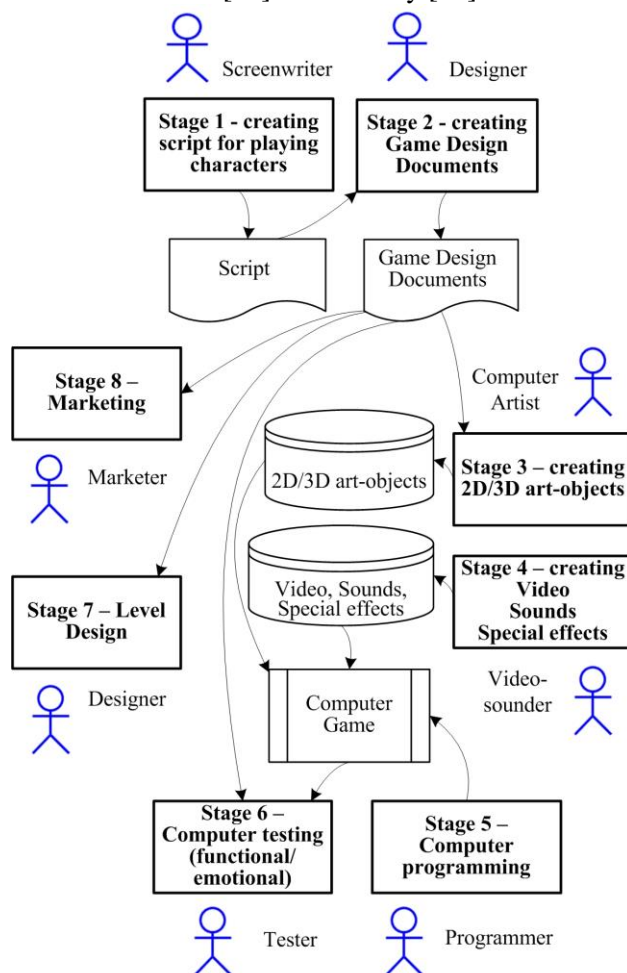 Screenwriter
Designer
Stage 1 - creating
script for playing
characters
Stage 2 - creating
Game Design
Documents
Script
Game Design
Documents
Stage 8 –
Marketing
Computer
Artist
Marketer
2D/3D art-objects
Stage 3 – creating
2D/3D art-objects
Stage 7 – Level
Design
Video, Sounds,
Special effects
Stage 4 – creating
Video
Sounds
Special effects
Designer
Computer
Game
Video-
sounder
Stage 6 –
Computer testing
(functional/
emotional)
Stage 5 –
Computer
programming
Tester
Programmer